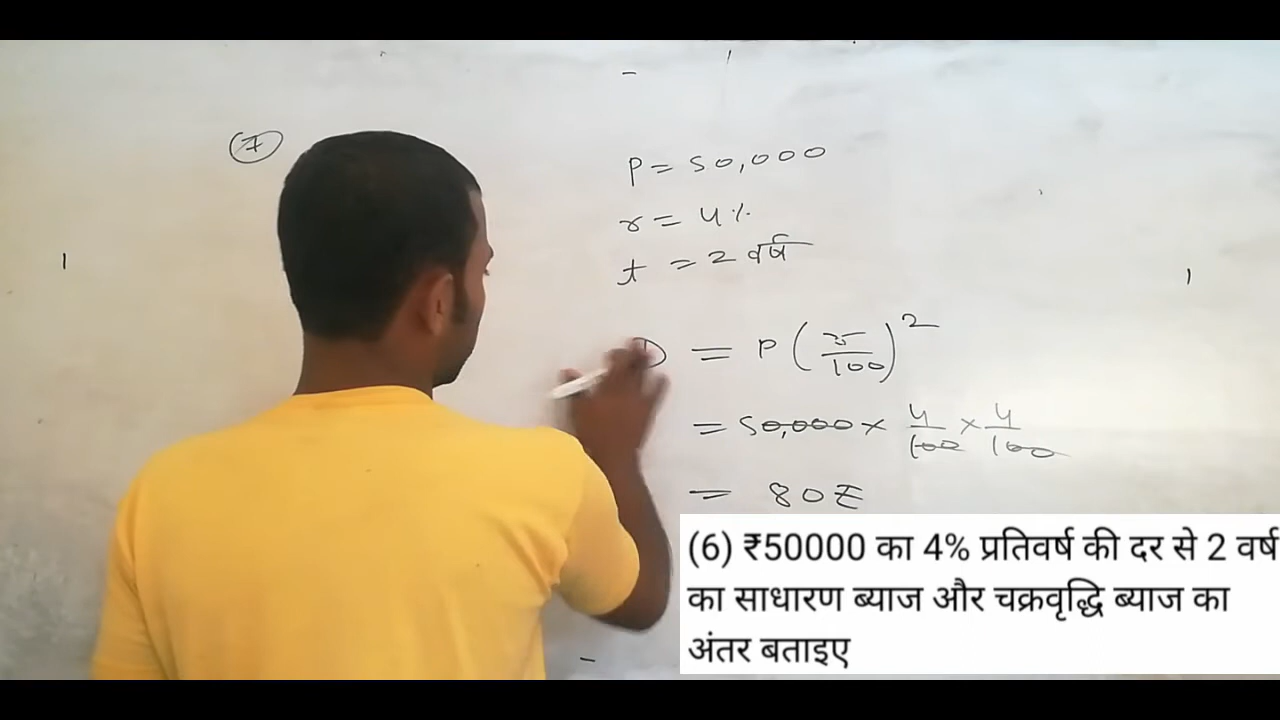 7
P = 50,000
r = 4%
t = 2 वर्ष
D = P (r/100)²
= 50,000 × 4/100 × 4/100
= 80₹
(6) ₹50000 का 4% प्रतिवर्ष की दर से 2 वर्ष
का साधारण ब्याज और चक्रवृद्धि ब्याज का
अंतर बताइए